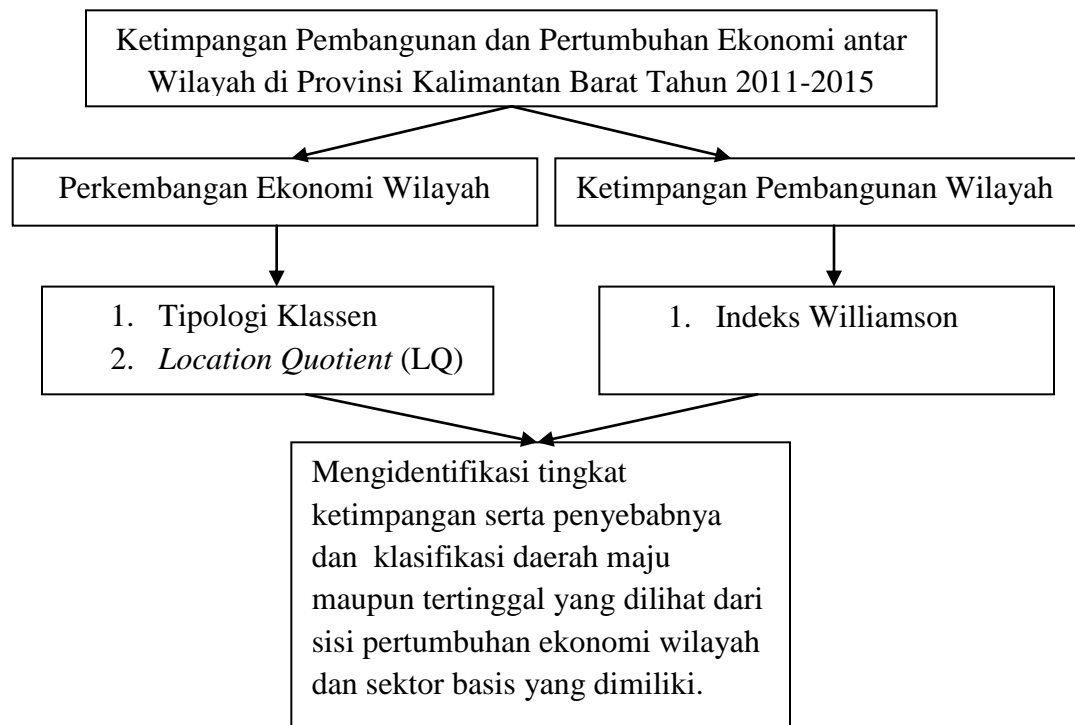 Ketimpangan Pembangunan dan Pertumbuhan Ekonomi antar
Wilayah di Provinsi Kalimantan Barat Tahun 2011-2015
Perkembangan Ekonomi Wilayah
Ketimpangan Pembangunan Wilayah
1. Tipologi Klassen
2. Location Quotient (LQ)
1. Indeks Williamson
Mengidentifikasi tingkat
ketimpangan serta penyebabnya
dan klasifikasi daerah maju
maupun tertinggal yang dilihat dari
sisi pertumbuhan ekonomi wilayah
dan sektor basis yang dimiliki.